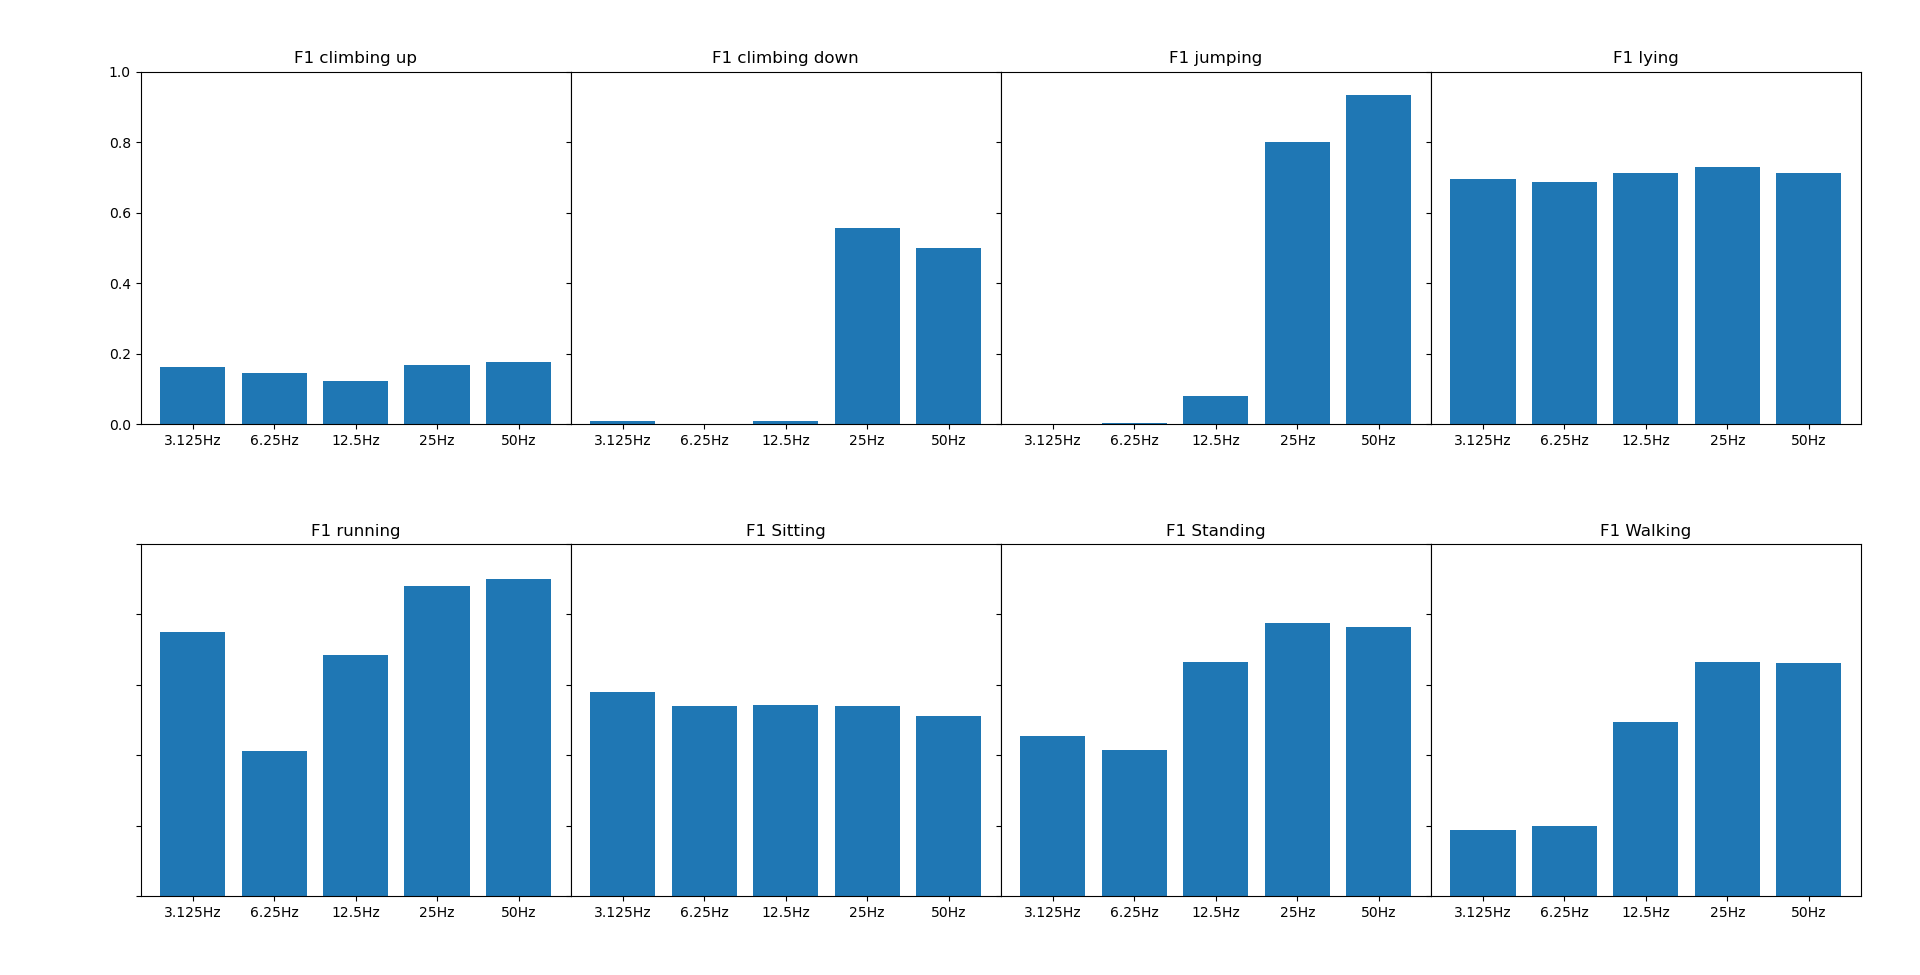 F1 climbing up F1 climbing down F1 jumping F1 lying
1.0
0.8
0.6
0.4
0.2
0.0
3.125Hz 6.25Hz 12.5Hz 25Hz 50Hz 3.125Hz 6.25Hz 12.5Hz 25Hz 50Hz 3.125Hz 6.25Hz 12.5Hz 25Hz 50Hz 3.125Hz 6.25Hz 12.5Hz 25Hz 50Hz
F1 running F1 Sitting F1 Standing F1 Walking
3.125Hz 6.25Hz 12.5Hz 25Hz 50Hz 3.125Hz 6.25Hz 12.5Hz 25Hz 50Hz 3.125Hz 6.25Hz 12.5Hz 25Hz 50Hz 3.125Hz 6.25Hz 12.5Hz 25Hz 50Hz